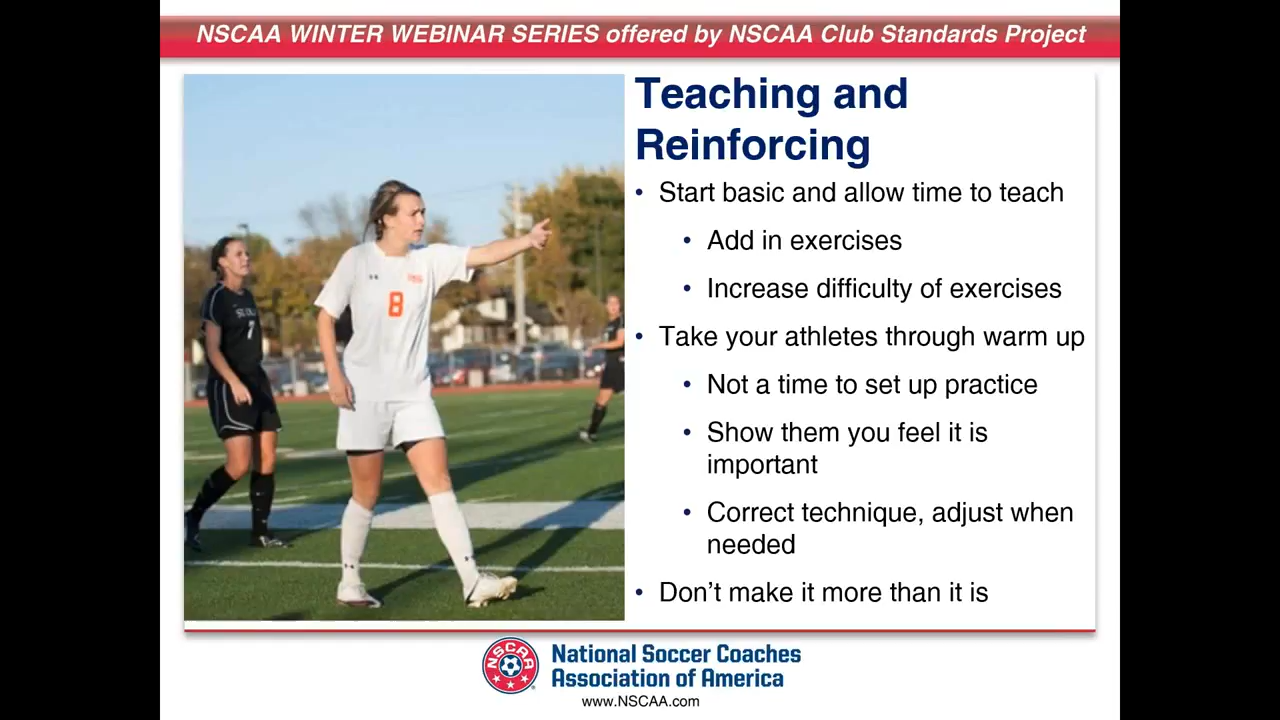 NSCAA WINTER WEBINAR SERIES offered by NSCAA Club Standards Project
Teaching and
Reinforcing
• Start basic and allow time to teach
• Add in exercises
• Increase difficulty of exercises
• Take your athletes through warm up
• Not a time to set up practice
• Show them you feel it is
important
• Correct technique, adjust when
needed
• Don’t make it more than it is
8
7
NSCAA
National Soccer Coaches
Association of America
www.NSCAA.com